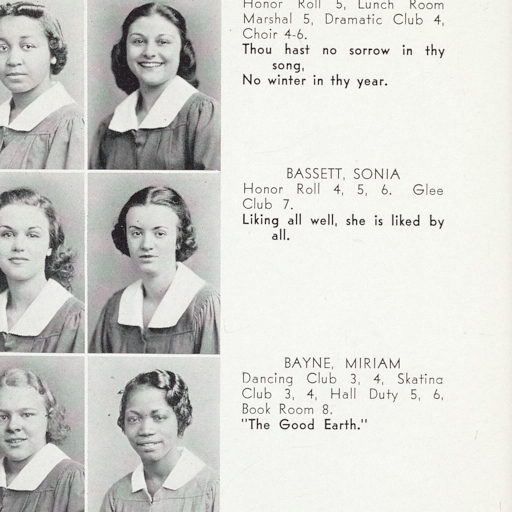 Honor Roll 5, Lunch Room
Marshal 5, Dramatic Club 4,
Choir 4-6.
Thou hast no sorrow in thy
song,
No winter in thy year.
BASSETT, SONIA
Honor Roll 4, 5, 6. Glee
Club 7.
Liking all well, she is liked by
all.
BAYNE, MIRIAM
Dancing Club 3, 4, Skating
Club 3, 4, Hall Duty 5, 6,
Book Room 8.
"The Good Earth."